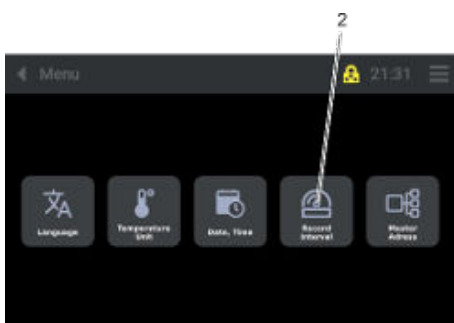 2
Menu
21:31
Language
Temperature
Unit
Date, Time
Record
Interval
Master
Adress